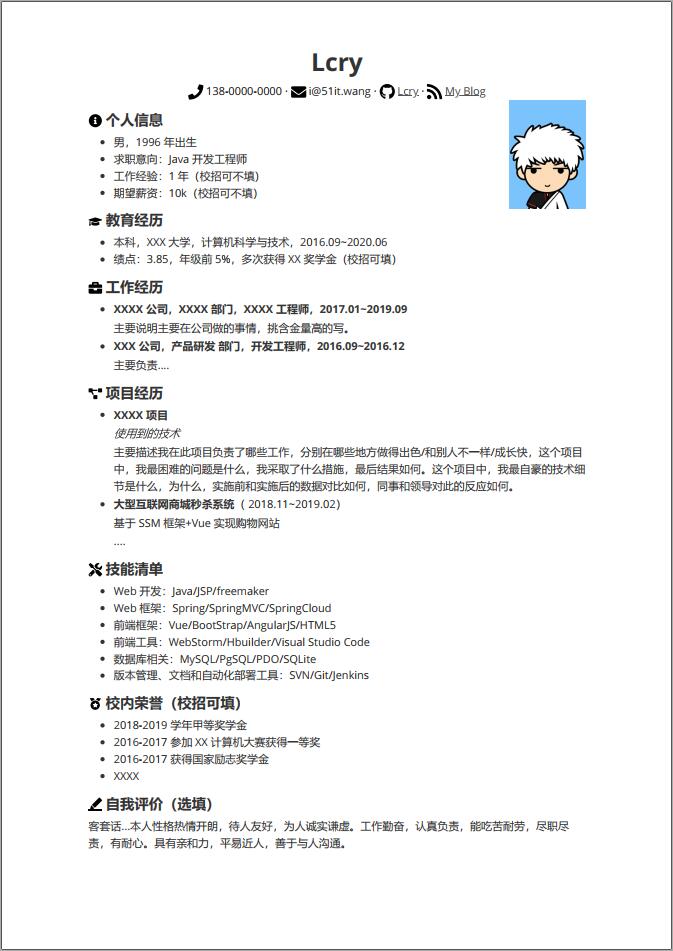 Lcry
138-0000-0000 · i@51it.wang · Lcry · My Blog
个人信息
• 男，1996 年出生
• 求职意向：Java 开发工程师
• 工作经验：1 年（校招可不填）
• 期望薪资：10k（校招可不填）
教育经历
• 本科，XXX 大学，计算机科学与技术，2016.09~2020.06
• 绩点：3.85，年级前 5%，多次获得 XX 奖学金（校招可填）
工作经历
• XXXX 公司，XXXX 部门，XXXX 工程师，2017.01~2019.09
主要说明主要在公司做的事情，挑含金量高的写。
• XXX 公司，产品研发 部门，开发工程师，2016.09~2016.12
主要负责....
项目经历
• XXXX 项目
使用到的技术
主要描述我在此项目负责了哪些工作，分别在哪些地方做得出色/和别人不一样/成长快，这个项目
中，我最困难的问题是什么，我采取了什么措施，最后结果如何。这个项目中，我最自豪的技术细
节是什么，为什么，实施前和实施后的数据对比如何，同事和领导对此的反应如何。
• 大型互联网商城秒杀系统（ 2018.11~2019.02）
基于 SSM 框架+Vue 实现购物网站
....
技能清单
• Web 开发：Java/JSP/freemaker
• Web 框架：Spring/SpringMVC/SpringCloud
• 前端框架：Vue/BootStrap/AngularJS/HTML5
• 前端工具：WebStorm/Hbuilder/Visual Studio Code
• 数据库相关：MySQL/PgSQL/PDO/SQLite
• 版本管理、文档和自动化部署工具：SVN/Git/Jenkins
校内荣誉（校招可填）
• 2018-2019 学年甲等奖学金
• 2016-2017 参加 XX 计算机大赛获得一等奖
• 2016-2017 获得国家励志奖学金
• XXXX
自我评价（选填）
客套话...本人性格热情开朗，待人友好，为人诚实谦虚。工作勤奋，认真负责，能吃苦耐劳，尽职尽
责，有耐心。具有亲和力，平易近人，善于与人沟通。